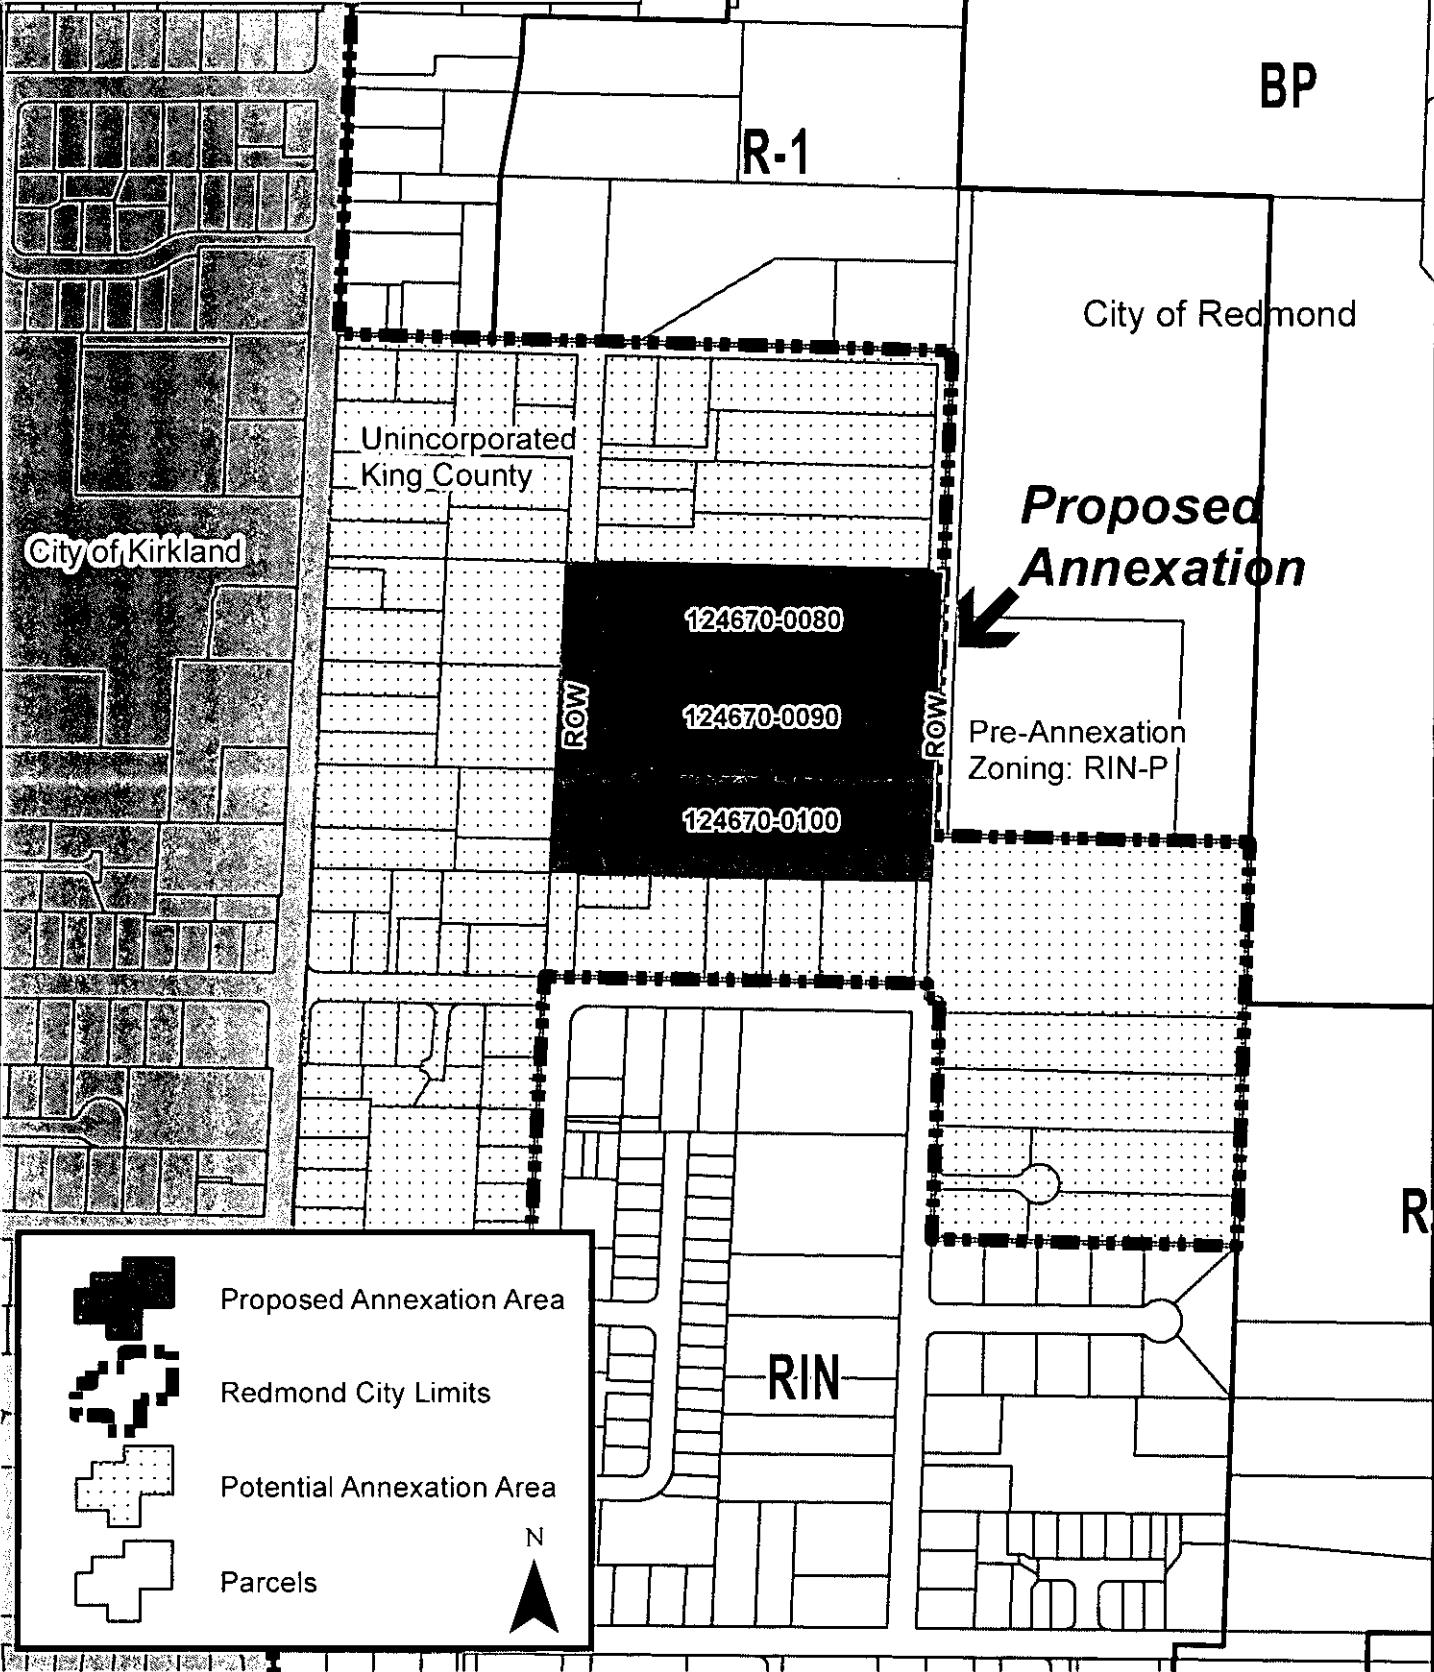 BP
R-1
City of Redmond
Unincorporated
King County
Proposed
Annexation
City of Kirkland
124670-0080
ROW
124670-0090
ROW
Pre-Annexation
Zoning: RIN-P
124670-0100
R
RIN
Proposed Annexation Area
Redmond City Limits
Potential Annexation Area
N
Parcels